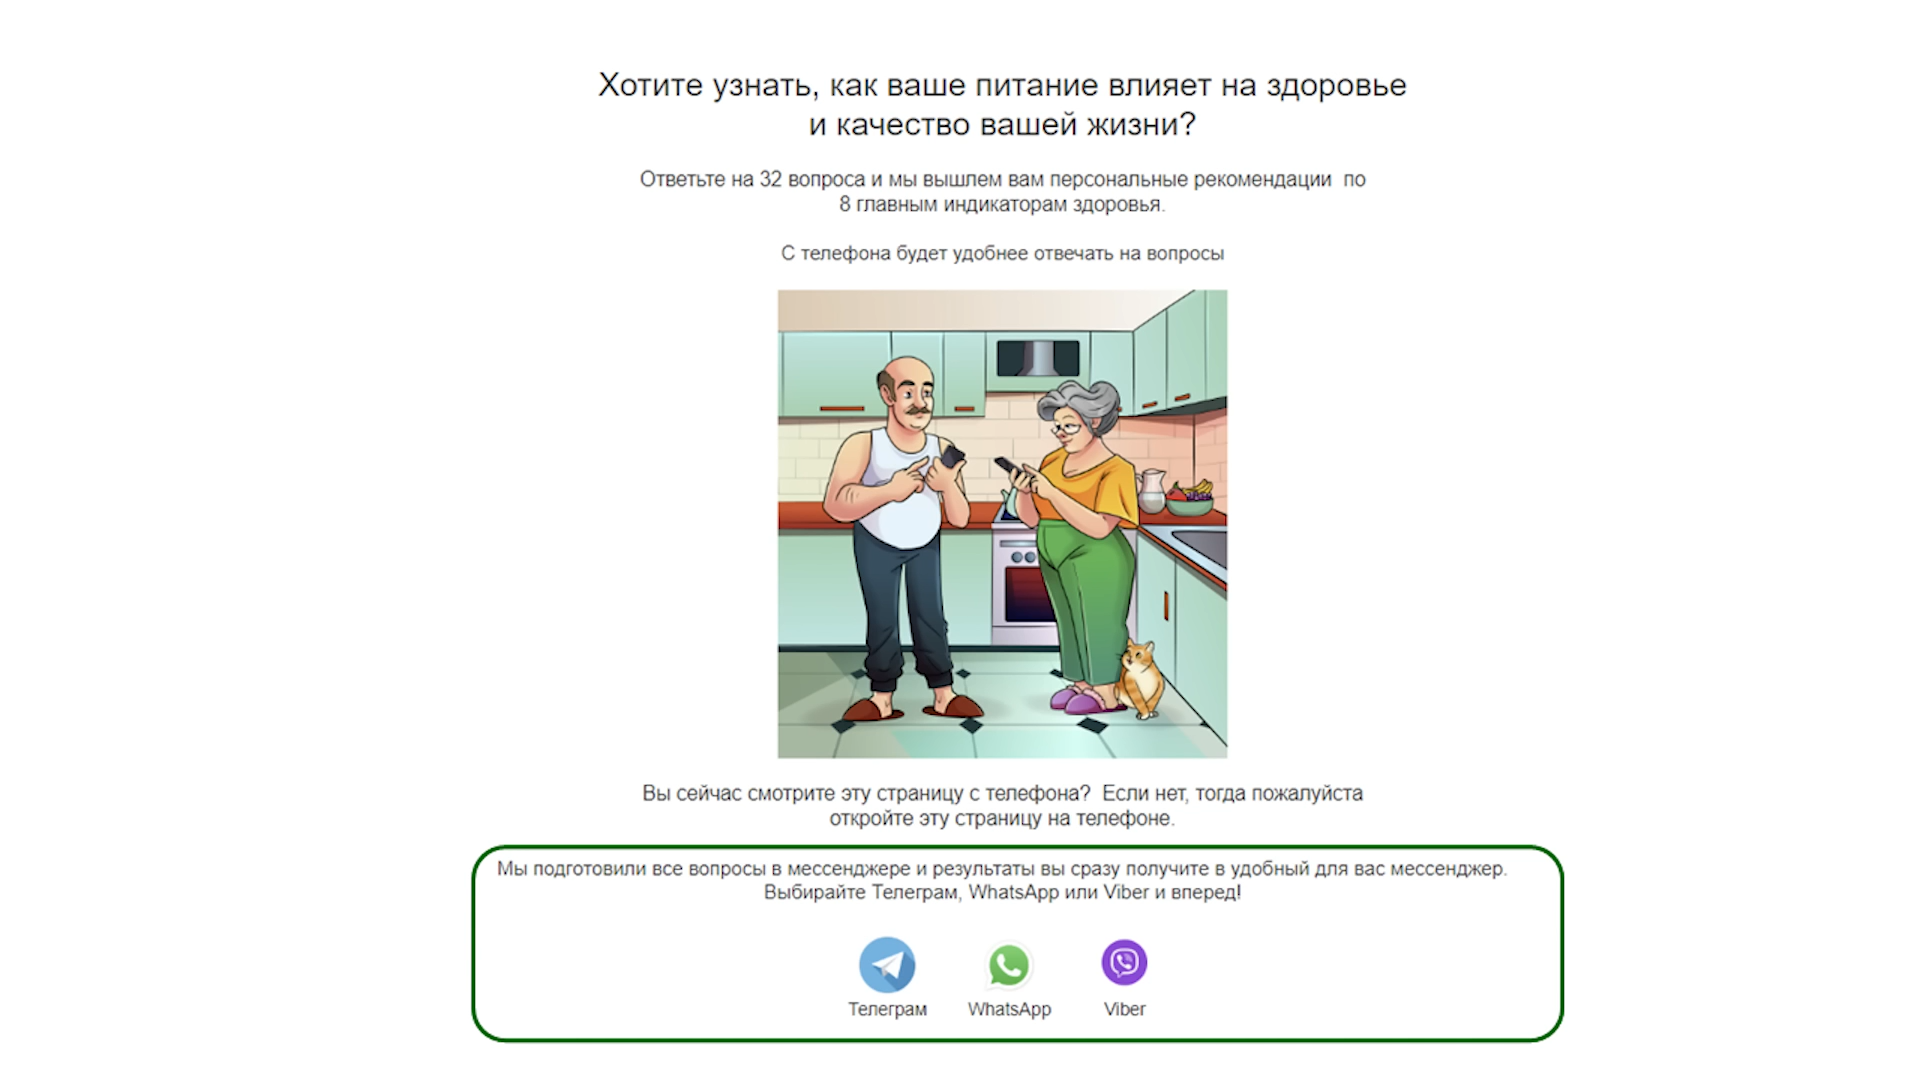 Хотите узнать, как ваше питание влияет на здоровье
и качество вашей жизни?
Ответьте на 32 вопроса и мы вышлем вам персональные рекомендации по
8 главным индикаторам здоровья.
С телефона будет удобнее отвечать на вопросы
Вы сейчас смотрите эту страницу с телефона? Если нет, тогда пожалуйста
откройте эту страницу на телефоне.
Мы подготовили все вопросы в мессенджере и результаты вы сразу получите в удобный для вас мессенджер.
Выбирайте Телеграм, WhatsApp или Viber и вперед!
Телеграм WhatsApp Viber